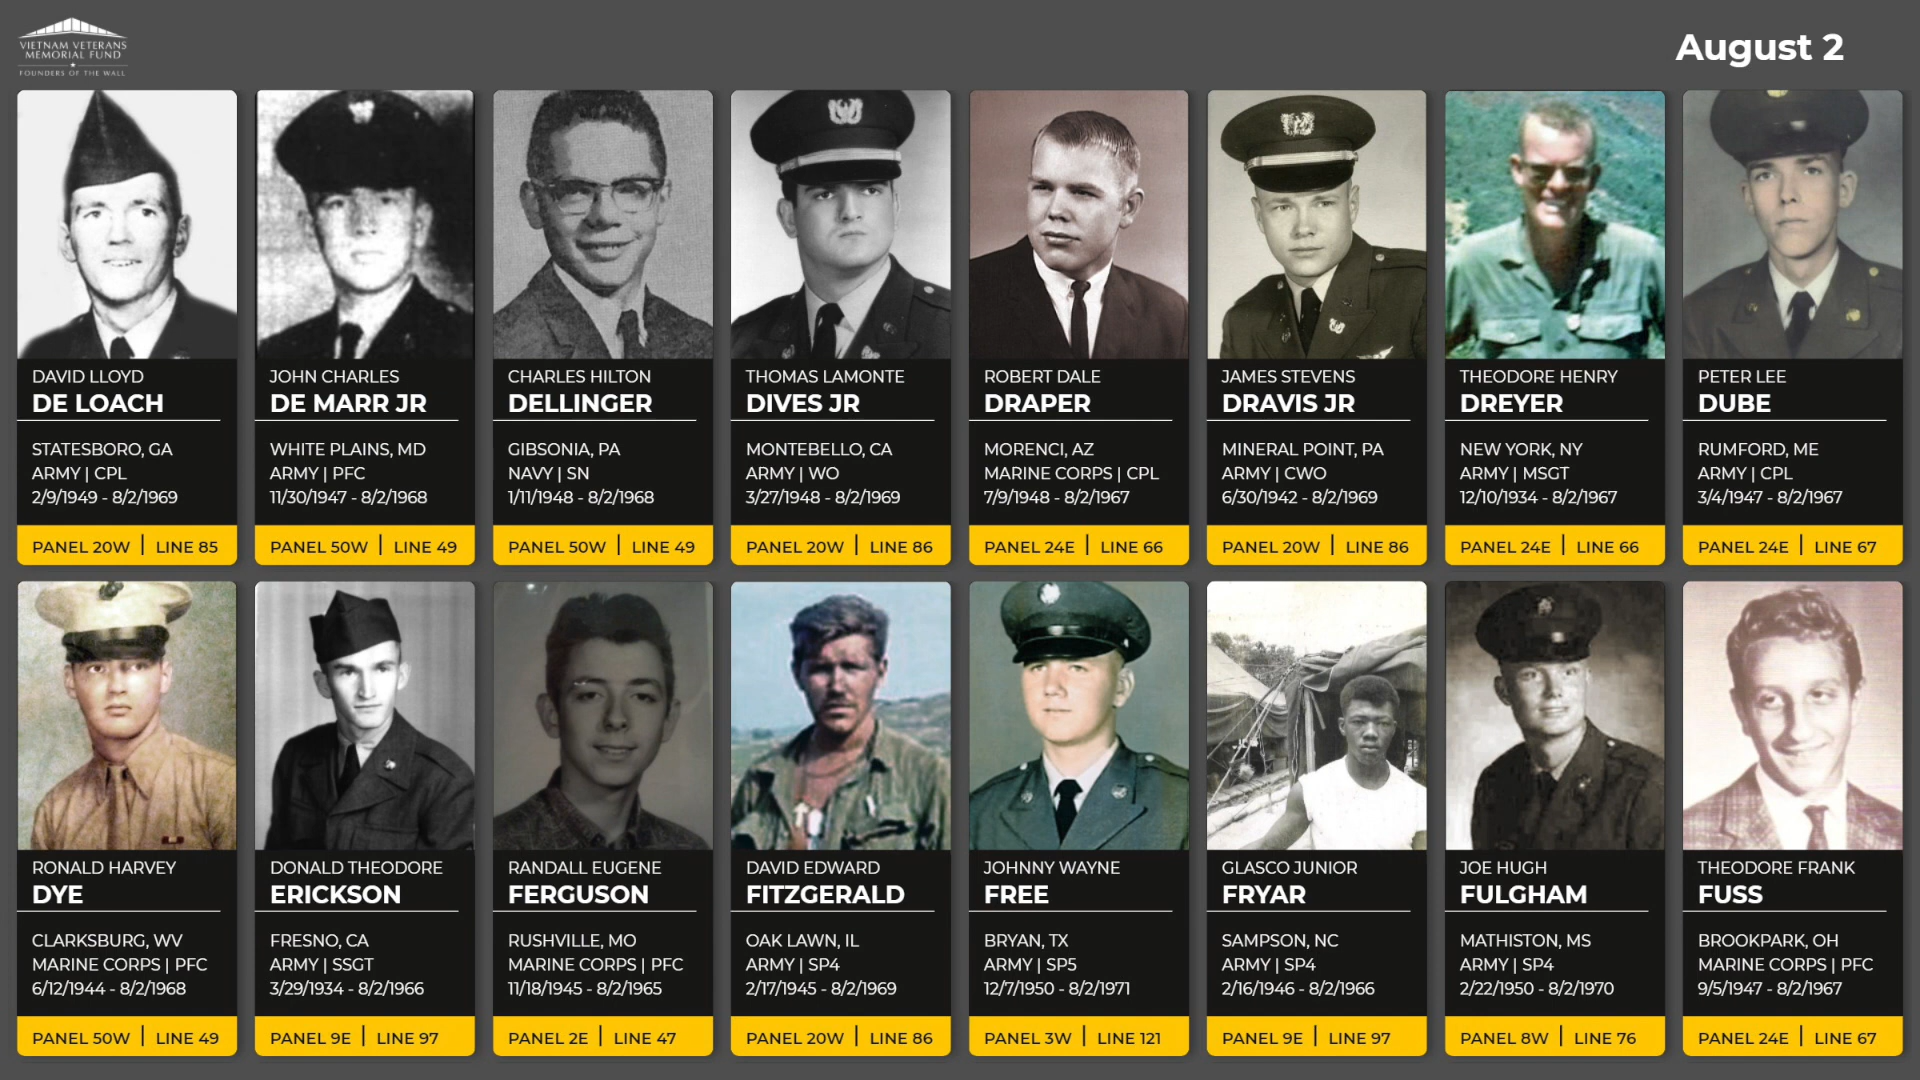 VIETNAM VETERANS
MEMORIAL FUND
FOUNDERS OF THE WALL
August 2
DAVID LLOYD
DE LOACH
STATESBORO, GA
ARMY | CPL
2/9/1949 - 8/2/1969
PANEL 20W | LINE 85
JOHN CHARLES
DE MARR JR
WHITE PLAINS, MD
ARMY | PFC
11/30/1947 - 8/2/1968
PANEL 50W | LINE 49
CHARLES HILTON
DELLINGER
GIBSONIA, PA
NAVY | SN
1/11/1948 - 8/2/1968
PANEL 50W | LINE 49
THOMAS LAMONTE
DIVES JR
MONTEBELLO, CA
ARMY | WO
3/27/1948 - 8/2/1969
PANEL 20W | LINE 86
ROBERT DALE
DRAPER
MORENCI, AZ
MARINE CORPS | CPL
7/9/1948 - 8/2/1967
PANEL 24E | LINE 66
JAMES STEVENS
DRAVIS JR
MINERAL POINT, PA
ARMY | CWO
6/30/1942 - 8/2/1969
PANEL 20W | LINE 86
THEODORE HENRY
DREYER
NEW YORK, NY
ARMY | MSGT
12/10/1934 - 8/2/1967
PANEL 24E | LINE 66
PETER LEE
DUBE
RUMFORD, ME
ARMY | CPL
3/4/1947 - 8/2/1967
PANEL 24E | LINE 67
RONALD HARVEY
DYE
CLARKSBURG, WV
MARINE CORPS | PFC
6/12/1944 - 8/2/1968
PANEL 50W | LINE 49
DONALD THEODORE
ERICKSON
FRESNO, CA
ARMY | SSGT
3/29/1934 - 8/2/1966
PANEL 9E | LINE 97
RANDALL EUGENE
FERGUSON
RUSHVILLE, MO
MARINE CORPS | PFC
11/18/1945 - 8/2/1965
PANEL 2E | LINE 47
DAVID EDWARD
FITZGERALD
OAK LAWN, IL
ARMY | SP4
2/17/1945 - 8/2/1969
PANEL 20W | LINE 86
JOHNNY WAYNE
FREE
BRYAN, TX
ARMY | SP5
12/7/1950 - 8/2/1971
PANEL 3W | LINE 121
GLASCO JUNIOR
FRYAR
SAMPSON, NC
ARMY | SP4
2/16/1946 - 8/2/1966
PANEL 9E | LINE 97
JOE HUGH
FULGHAM
MATHISTON, MS
ARMY | SP4
2/22/1950 - 8/2/1970
PANEL 8W | LINE 76
THEODORE FRANK
FUSS
BROOKPARK, OH
MARINE CORPS | PFC
9/5/1947 - 8/2/1967
PANEL 24E | LINE 67